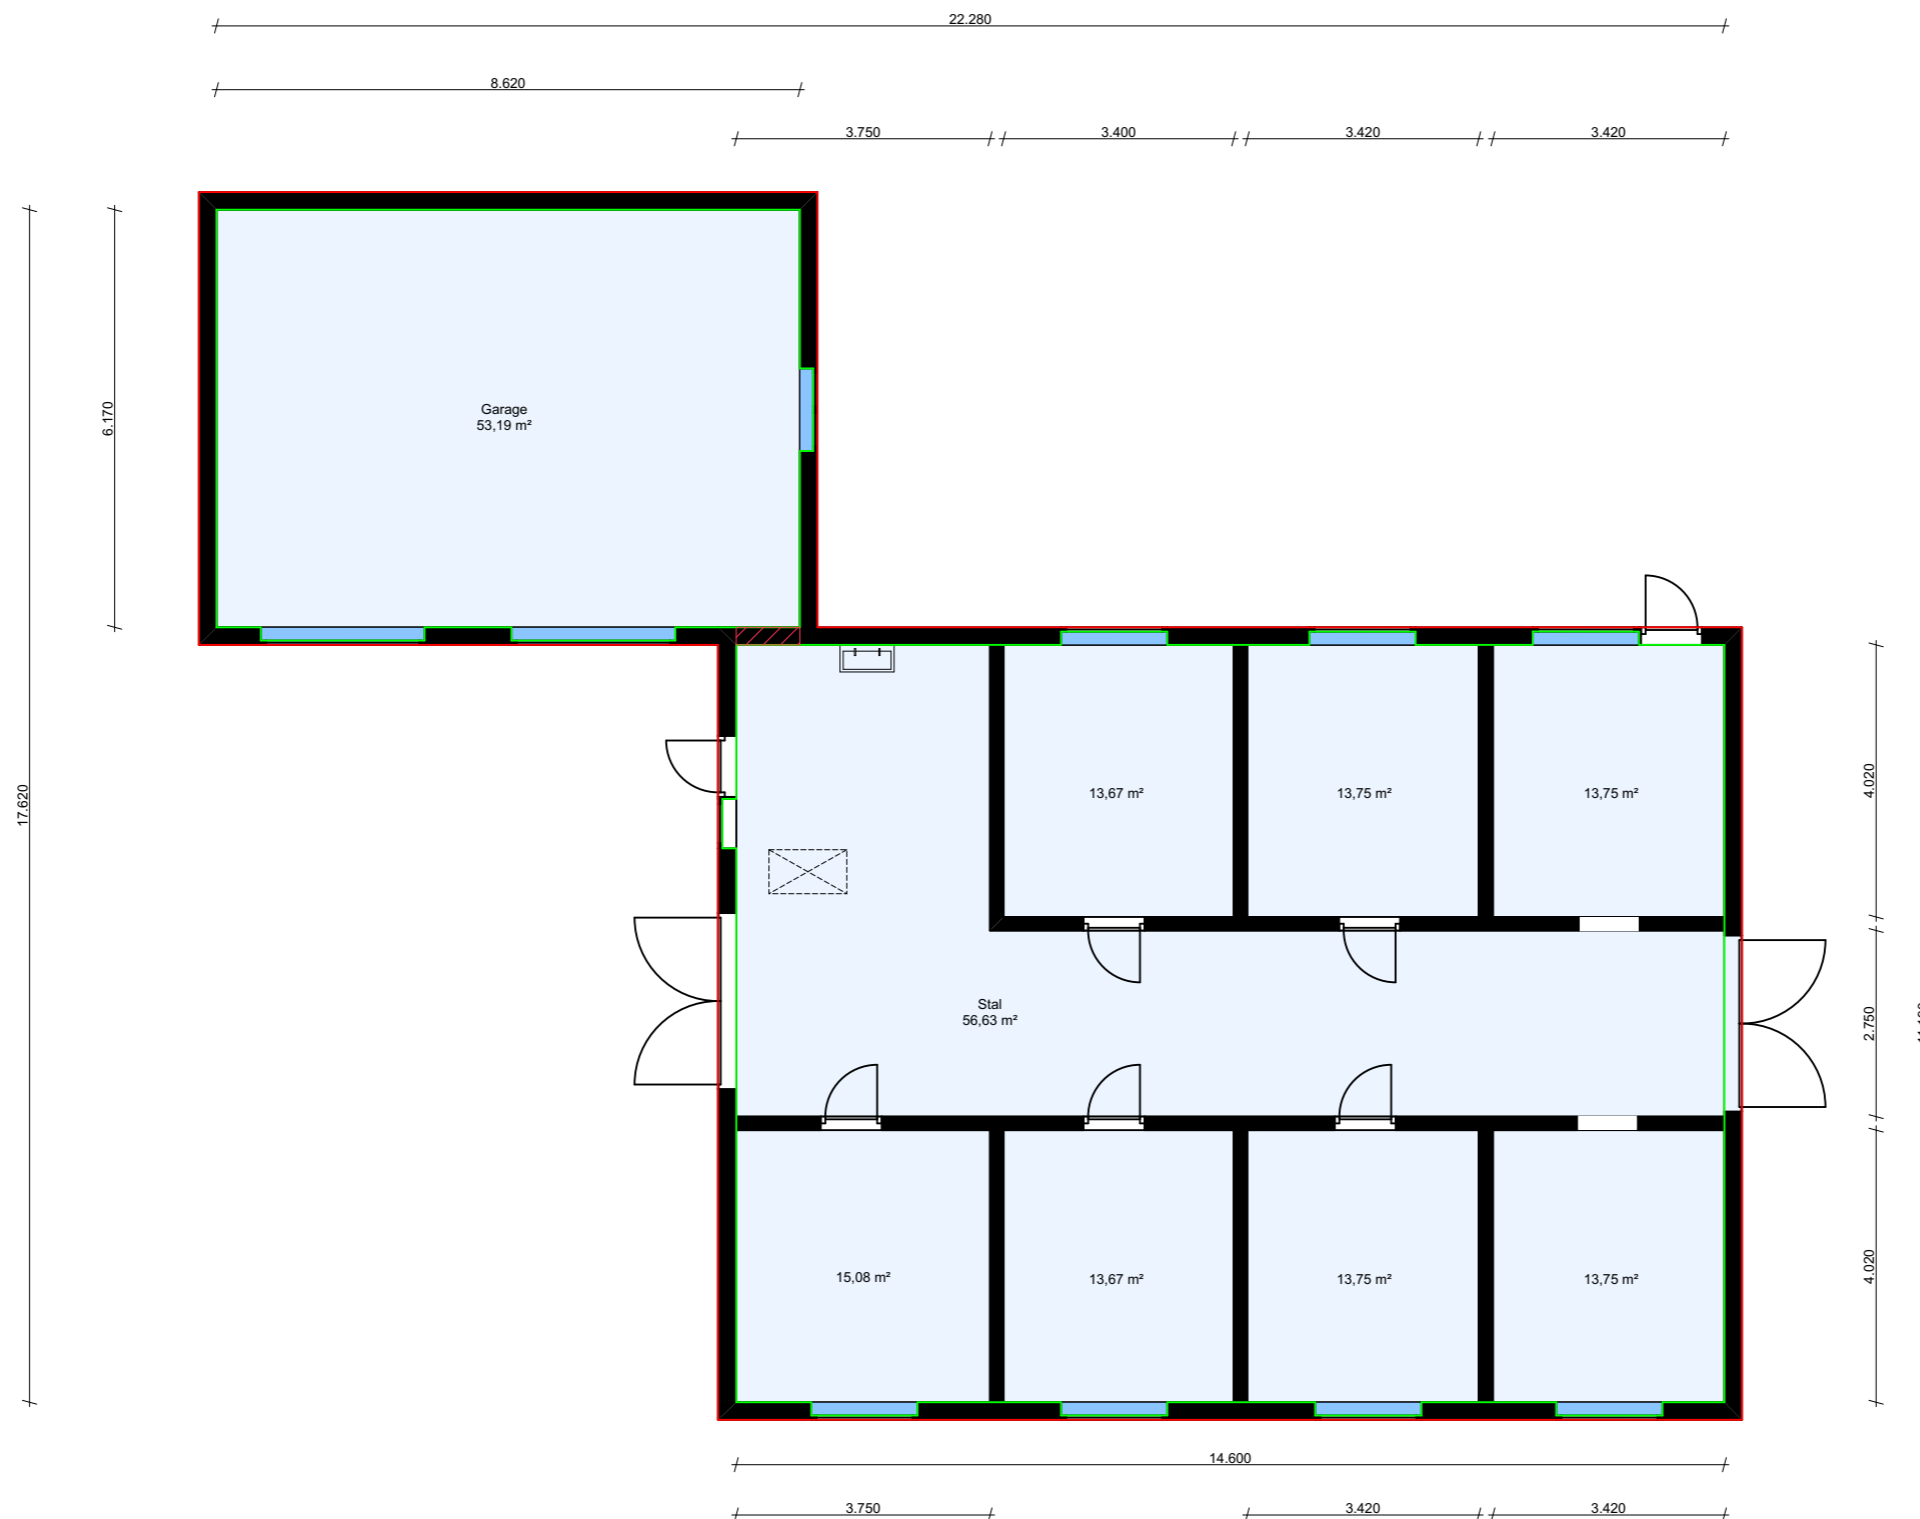 22.280
8.620
3.750
3.400
3.420
3.420
17.620
6.170
Garage
53,19 m²
13,67 m²
13,75 m²
13,75 m²
4.020
Stal
56,63 m²
2.750
15,08 m²
13,67 m²
13,75 m²
13,75 m²
4.020
14.600
3.750
3.420
3.420